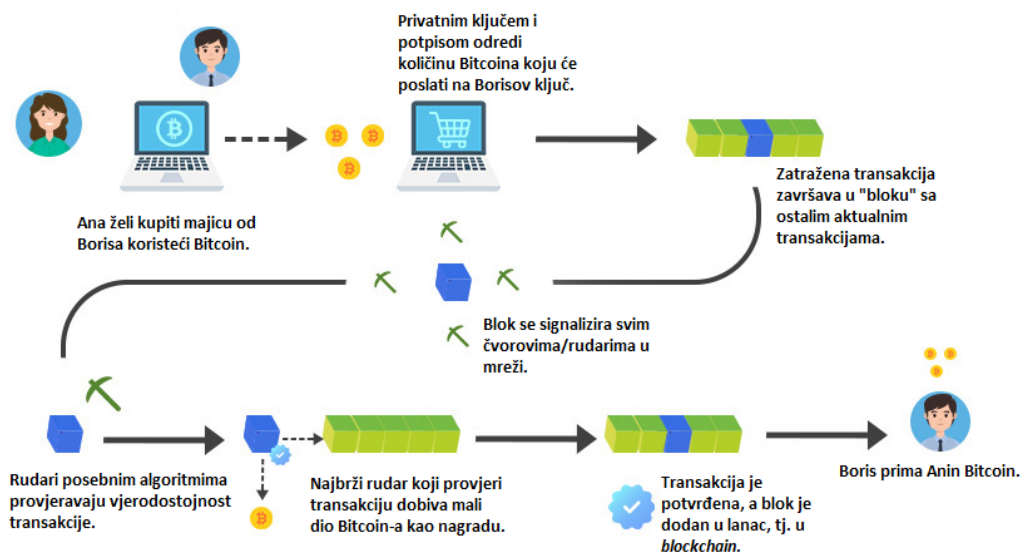 Privatnim ključem i
potpisom odredi
količinu Bitcoina koju će
poslati na Borisov ključ.
Ana želi kupiti majicu od
Borisa koristeći Bitcoin.
Zatražena transakcija
završava u "bloku" sa
ostalim aktualnim
transakcijama.
Blok se signalizira svim
čvorovima/rudarima u
mreži.
Rudari posebnim algoritmima
provjeravaju vjerodostojnost
transakcije.
Najbrži rudar koji provjeri
transakciju dobiva mali
dio Bitcoin-a kao nagradu.
Transakcija je
potvrđena, a blok je
dodan u lanac, tj. u
blockchain.
Boris prima Anin Bitcoin.